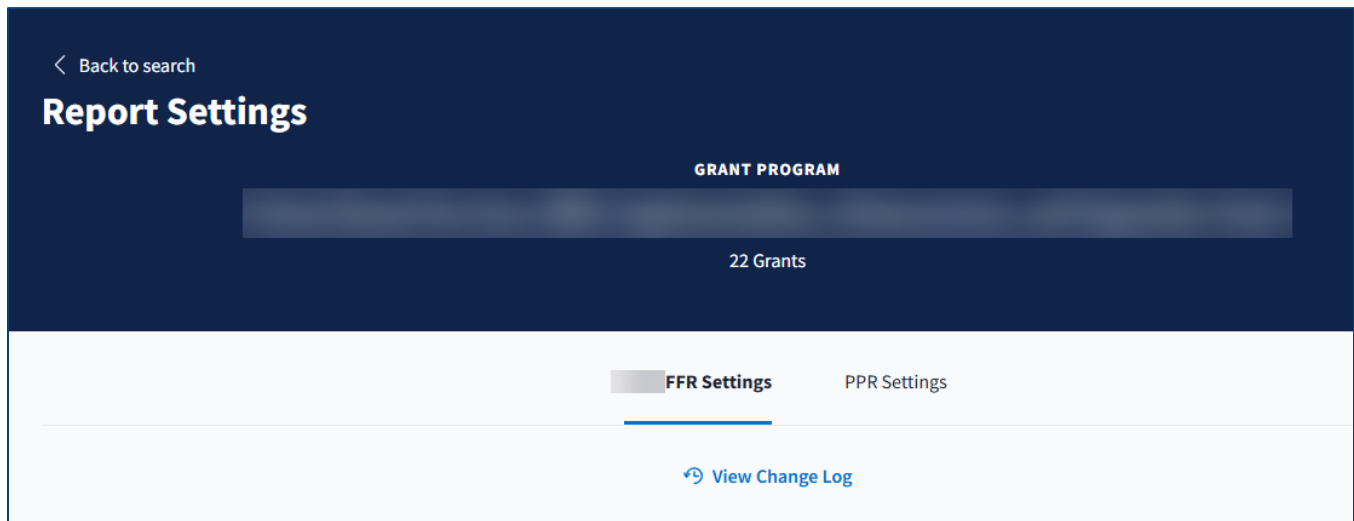 Back to search
Report Settings
GRANT PROGRAM
22 Grants
FFR Settings PPR Settings
View Change Log